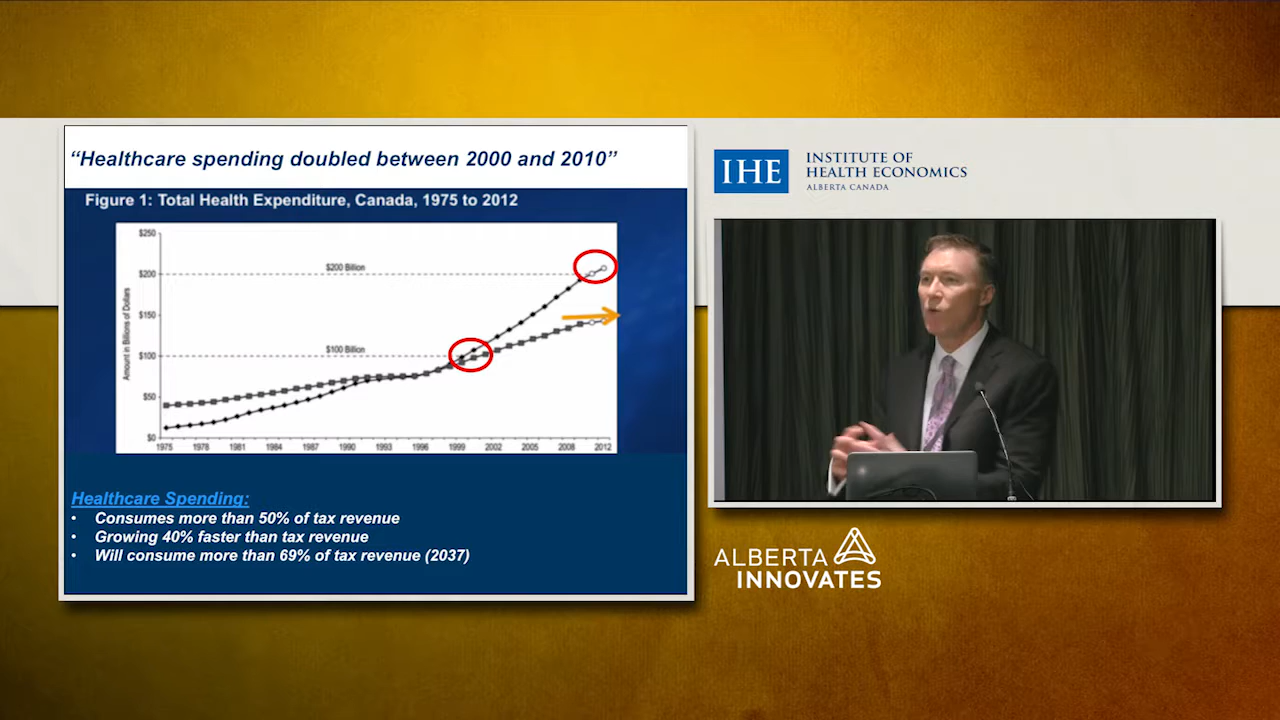 “Healthcare spending doubled between 2000 and 2010”
Figure 1: Total Health Expenditure, Canada, 1975 to 2012
Amount in Billions of Dollars
$250
$200
$150
$100
$50
$0
$200 Billion
$100 Billion
1975 1978 1981 1984 1987 1990 1993 1996 1999 2002 2005 2008 2012
Healthcare Spending:
• Consumes more than 50% of tax revenue
• Growing 40% faster than tax revenue
• Will consume more than 69% of tax revenue (2037)
IHE
INSTITUTE OF
HEALTH ECONOMICS
ALBERTA CANADA
ALBERTA
INNOVATES